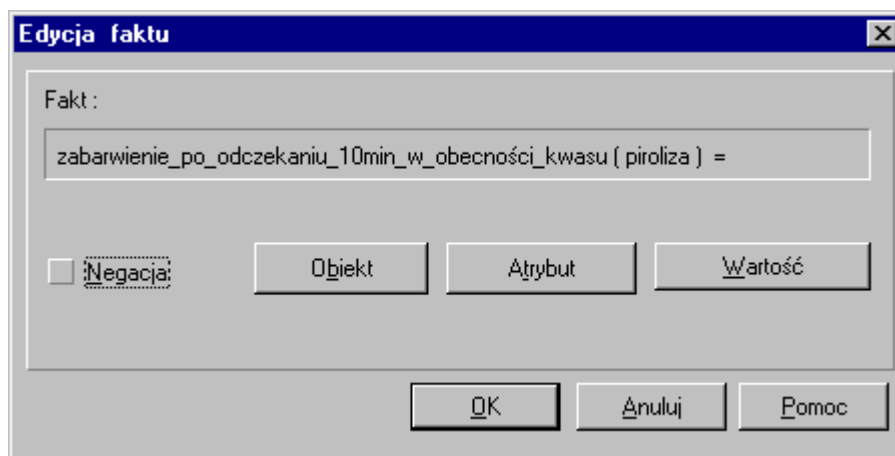 Edycja faktu
Fakt :
zabarwienie_po_odczekaniu_10min_w_obecności_kwasu ( piroliza ) =
Negacja
Obiekt
Atrybut
Wartość
OK
Anuluj
Pomoc